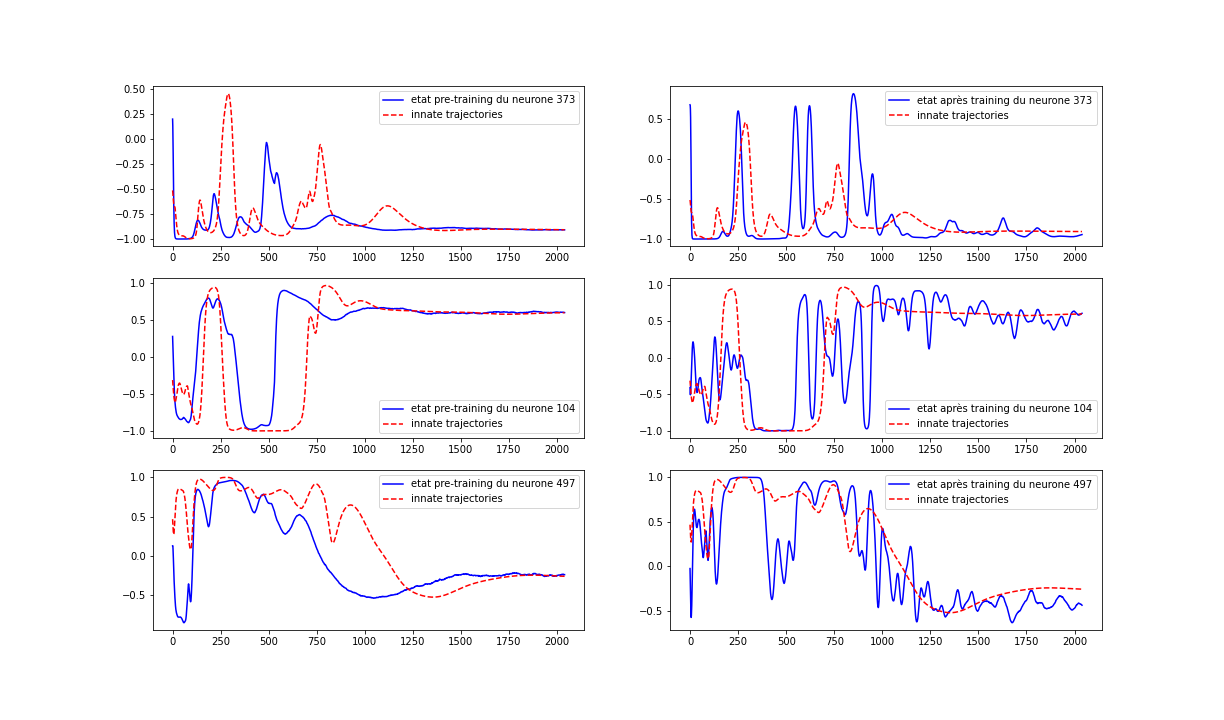 0.50
0.25
0.00
−0.25
−0.50
−0.75
−1.00
0 250 500 750 1000 1250 1500 1750 2000
etat pre-training du neurone 373
innate trajectories
0.5
0.0
−0.5
−1.0
0 250 500 750 1000 1250 1500 1750 2000
etat après training du neurone 373
innate trajectories
1.0
0.5
0.0
−0.5
−1.0
0 250 500 750 1000 1250 1500 1750 2000
etat pre-training du neurone 104
innate trajectories
1.0
0.5
0.0
−0.5
−1.0
0 250 500 750 1000 1250 1500 1750 2000
etat après training du neurone 104
innate trajectories
1.0
0.5
0.0
−0.5
0 250 500 750 1000 1250 1500 1750 2000
etat pre-training du neurone 497
innate trajectories
1.0
0.5
0.0
−0.5
0 250 500 750 1000 1250 1500 1750 2000
etat après training du neurone 497
innate trajectories